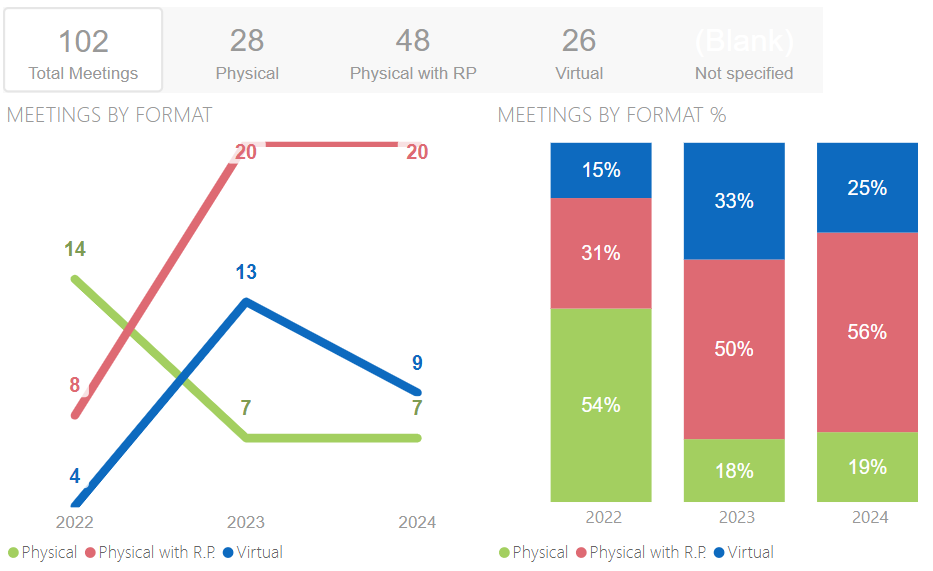 102 28 48 26 (Blank)
Total Meetings Physical Physical with RP Virtual Not specified
MEETINGS BY FORMAT
20 20
14
13
8
9
7 7
4
2022 2023 2024
Physical Physical with R.P. Virtual
MEETINGS BY FORMAT %
15% 33% 25%
31% 50% 56%
54% 18% 19%
2022 2023 2024
Physical Physical with R.P. Virtual